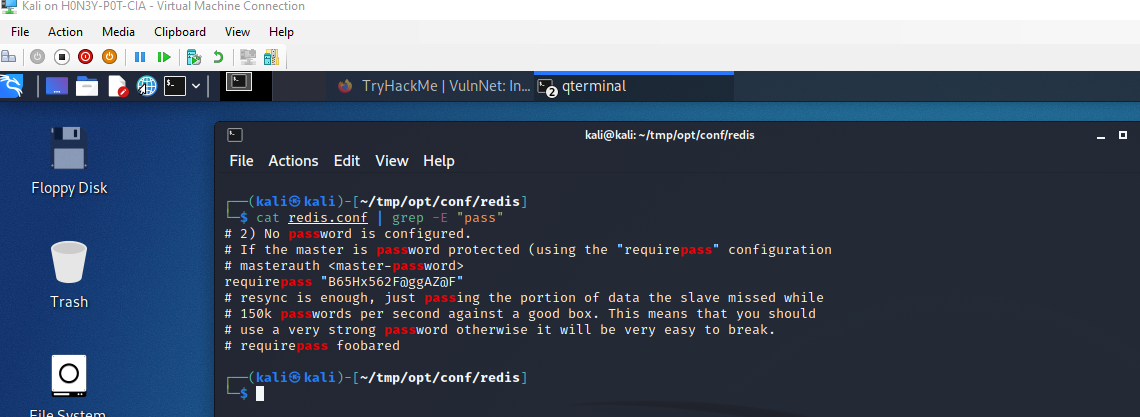 Kali on H0N3Y-P0T-CIA - Virtual Machine Connection
File Action Media Clipboard View Help
TryHackMe | VulnNet: In... 2 qterminal
kali@kali: ~/tmp/opt/conf/redis
File Actions Edit View Help
Floppy Disk
Trash
File System
┌──(kali㉿kali)-[~/tmp/opt/conf/redis]
└─$ cat redis.conf | grep -E "pass"
# 2) No password is configured.
# If the master is password protected (using the "requirepass" configuration
# masterauth <master-password>
requirepass "B65Hx562F@ggAZ@F"
# resync is enough, just passing the portion of data the slave missed while
# 150k passwords per second against a good box. This means that you should
# use a very strong password otherwise it will be very easy to break.
# requirepass foobared
┌──(kali㉿kali)-[~/tmp/opt/conf/redis]
└─$